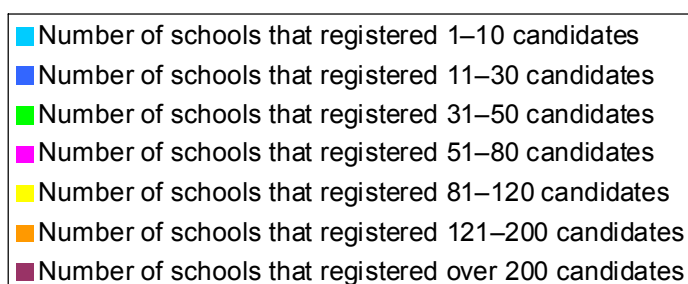 Number of schools that registered 1–10 candidates
Number of schools that registered 11–30 candidates
Number of schools that registered 31–50 candidates
Number of schools that registered 51–80 candidates
Number of schools that registered 81–120 candidates
Number of schools that registered 121–200 candidates
Number of schools that registered over 200 candidates